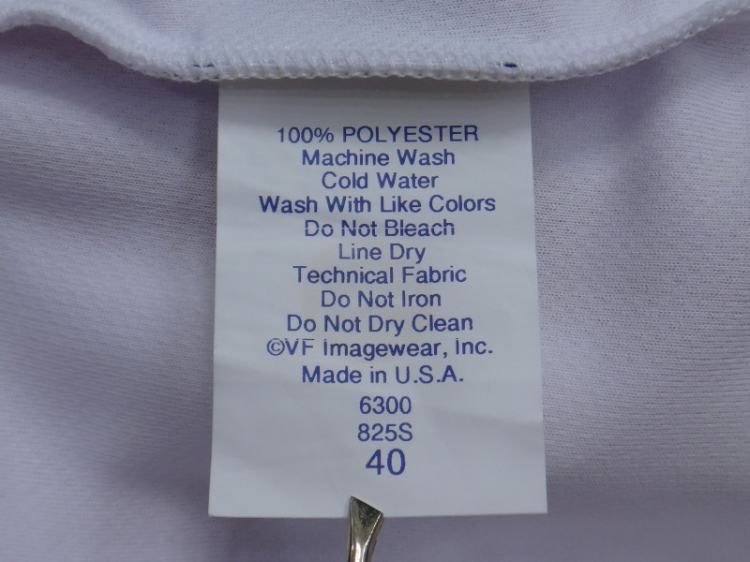 100% POLYESTER
Machine Wash
Cold Water
Wash With Like Colors
Do Not Bleach
Line Dry
Technical Fabric
Do Not Iron
Do Not Dry Clean
©VF Imagewear, Inc.
Made in U.S.A.
6300
825S
40